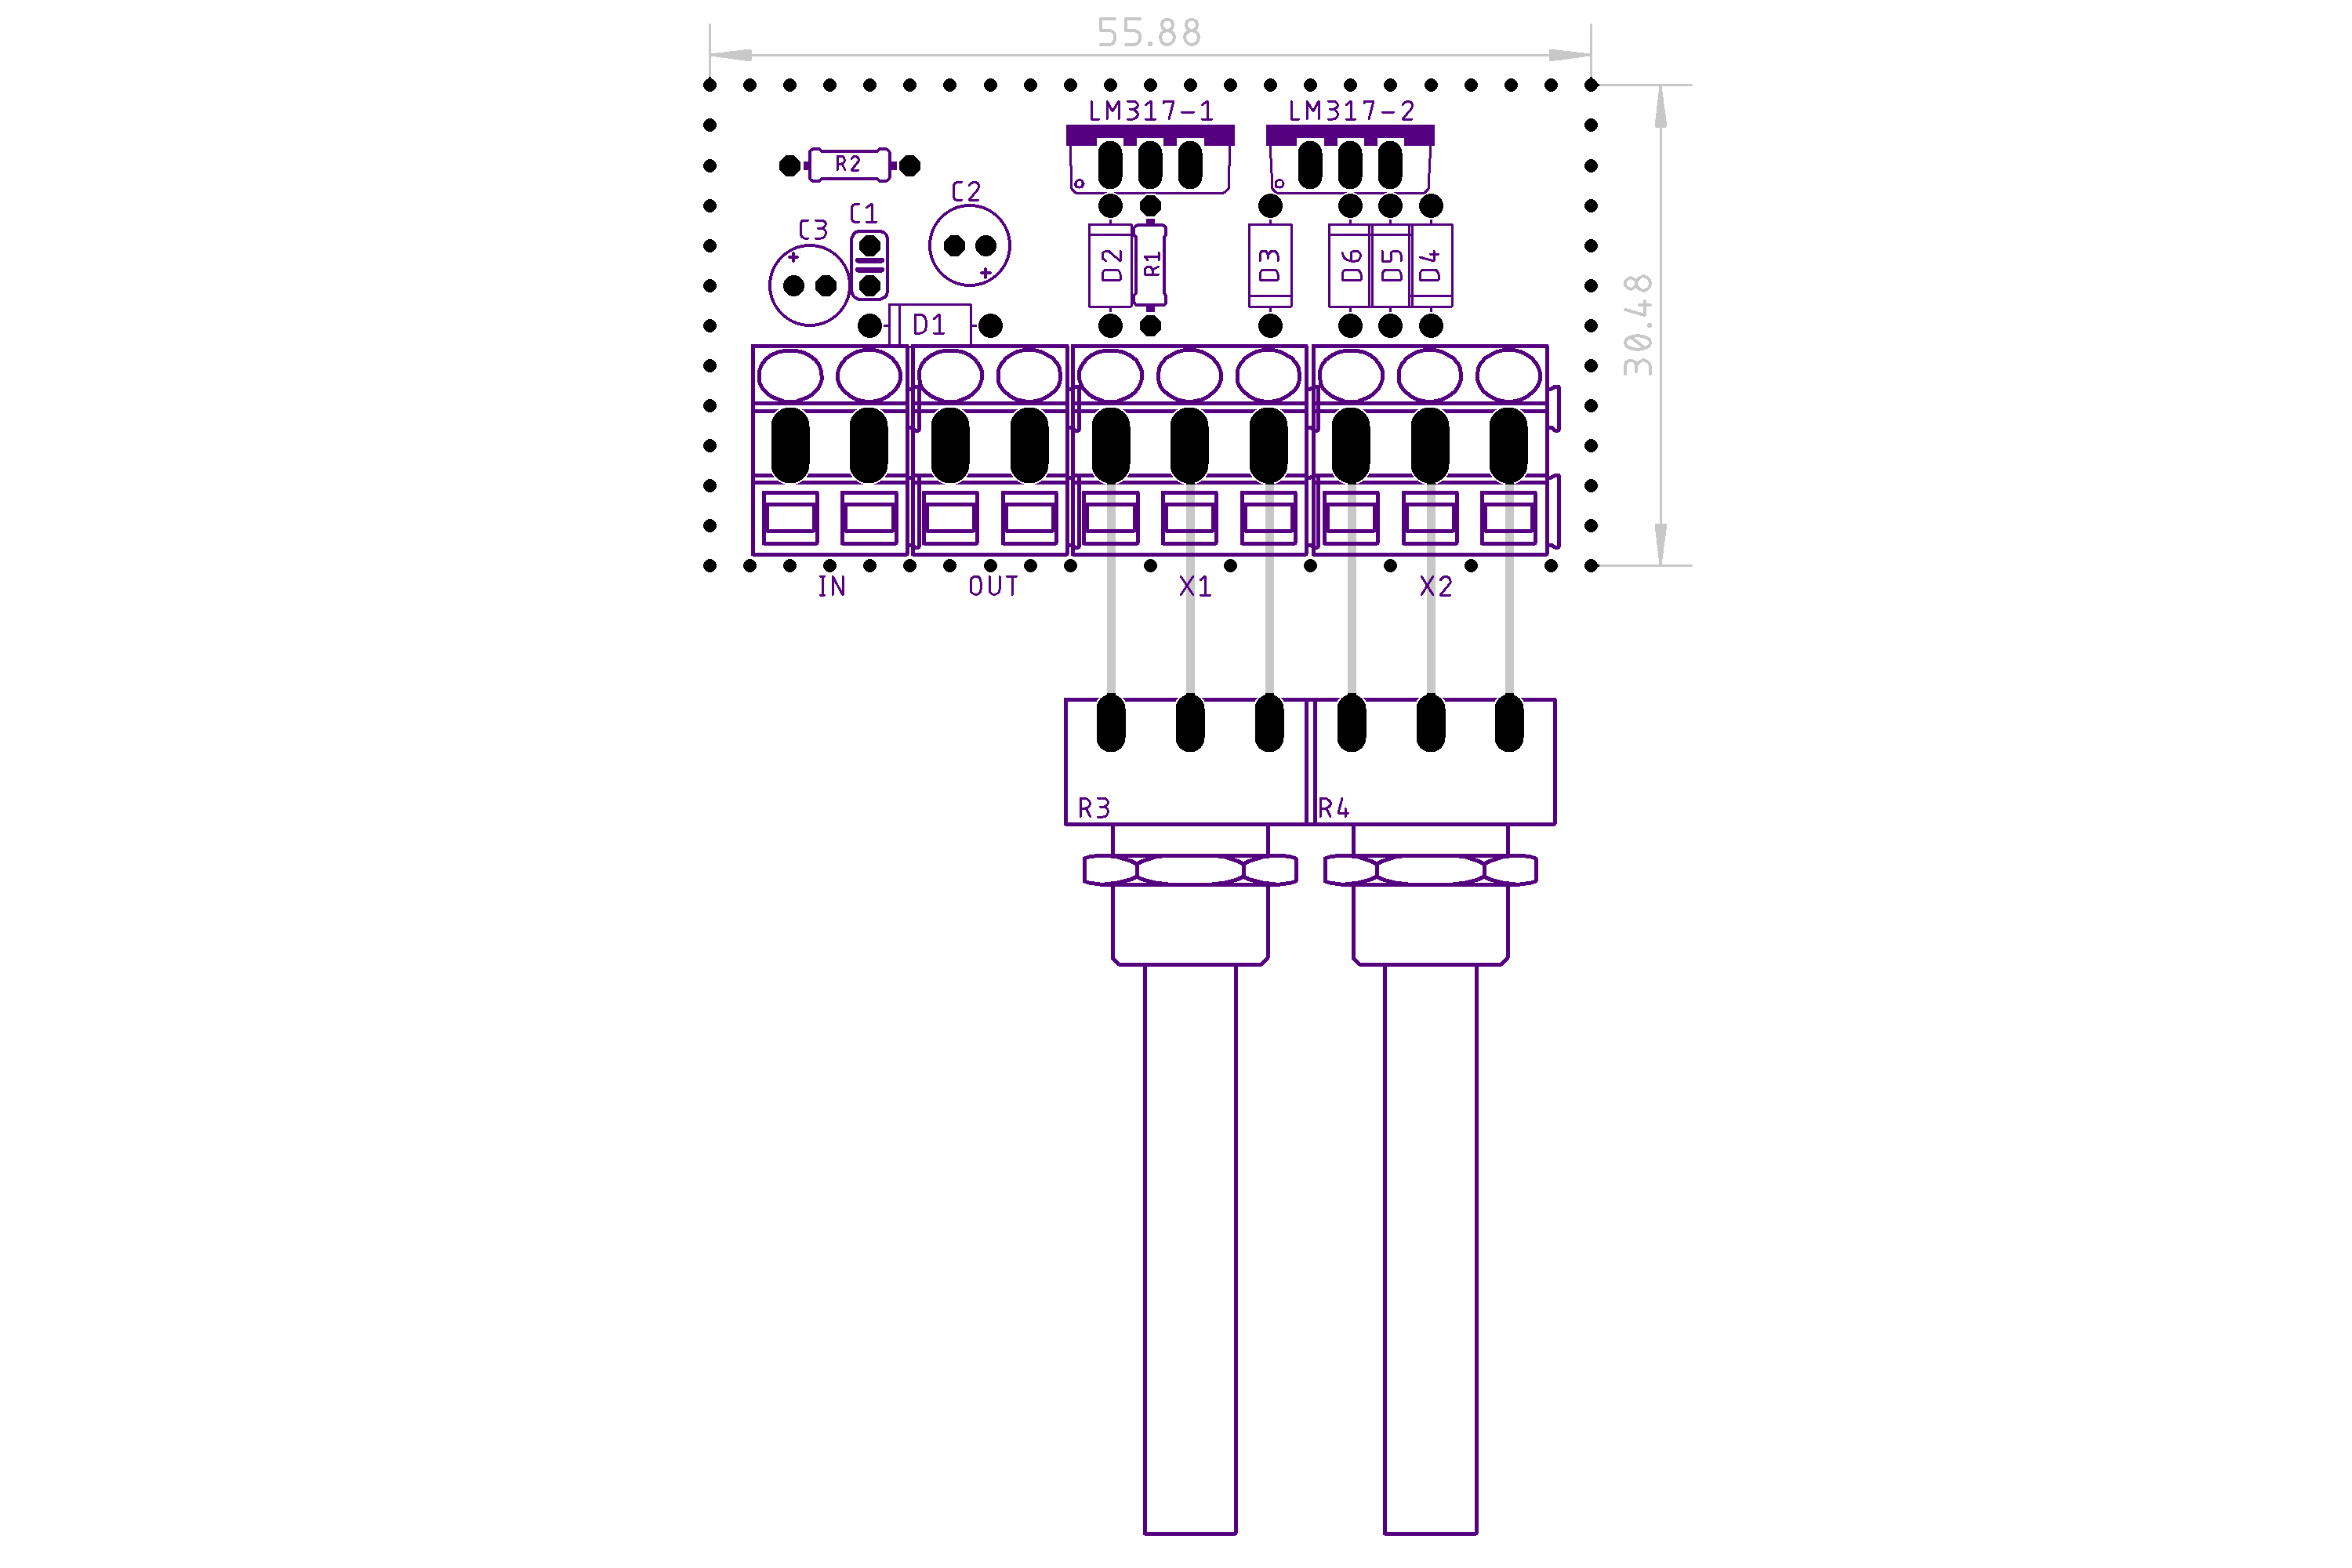 55.88
LM317-1
LM317-2
R2
C2
C1
C3
D2
R1
D3
D6
D5
D4
30.48
D1
IN
OUT
X1
X2
R3
R4